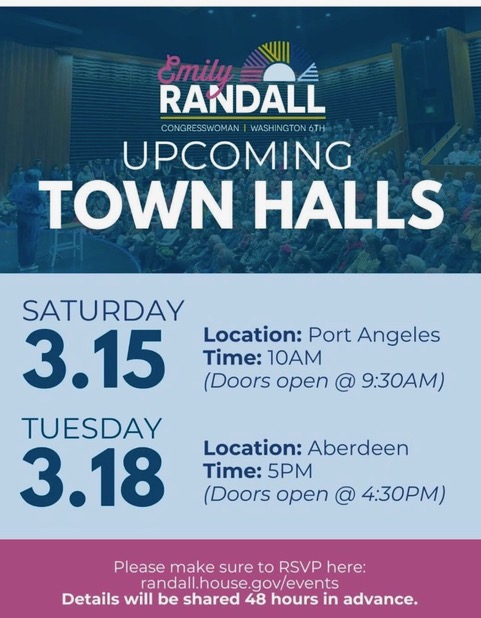 Emily
RANDALL
CONGRESSWOMAN | WASHINGTON 6TH
UPCOMING
TOWN HALLS
SATURDAY
3.15
Location: Port Angeles
Time: 10AM
(Doors open @ 9:30AM)
TUESDAY
3.18
Location: Aberdeen
Time: 5PM
(Doors open @ 4:30PM)
Please make sure to RSVP here:
randall.house.gov/events
Details will be shared 48 hours in advance.